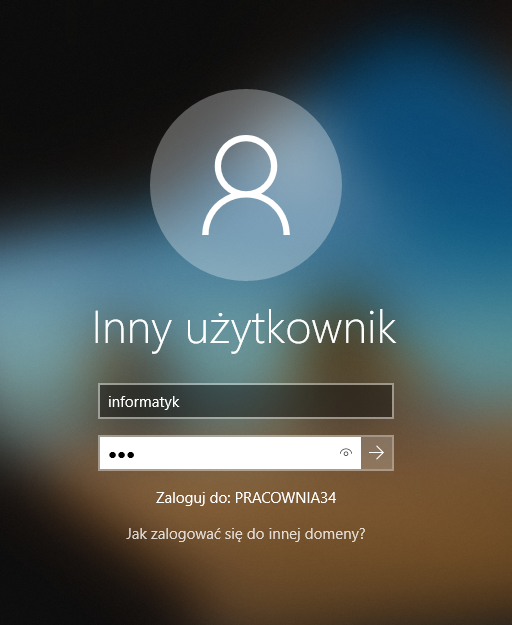 Inny użytkownik
informatyk
●●●
Zaloguj do: PRACOWNIA34
Jak zalogować się do innej domeny?